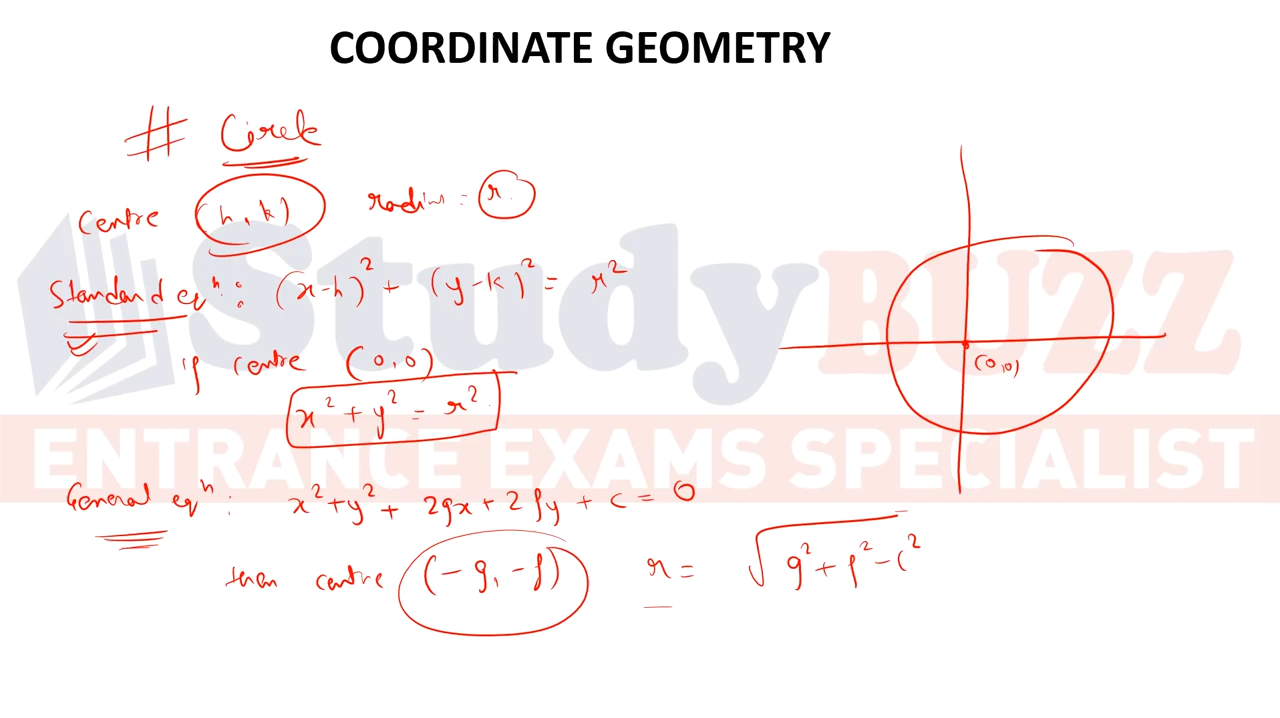 COORDINATE GEOMETRY
# Circle
Centre (h, k) radius = r
Standard eqⁿ : (x-h)² + (y-k)² = r²
if centre (0,0)
x² + y² = r²
(0,0)
StudyBUZZ
ENTRANCE EXAMS SPECIALIST
General eqⁿ : x² + y² + 2gx + 2fy + c = 0
then centre (-g, -f) r = √g² + f² - c²